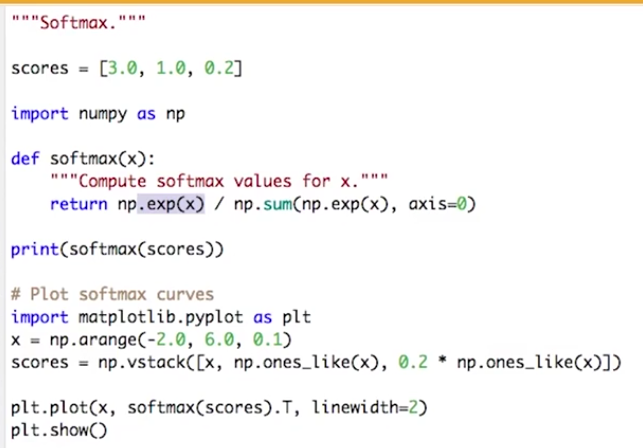 """Softmax."""
scores = [3.0, 1.0, 0.2]
import numpy as np
def softmax(x):
"""Compute softmax values for x."""
return np.exp(x) / np.sum(np.exp(x), axis=0)
print(softmax(scores))
# Plot softmax curves
import matplotlib.pyplot as plt
x = np.arange(-2.0, 6.0, 0.1)
scores = np.vstack([x, np.ones_like(x), 0.2 * np.ones_like(x)])
plt.plot(x, softmax(scores).T, linewidth=2)
plt.show()